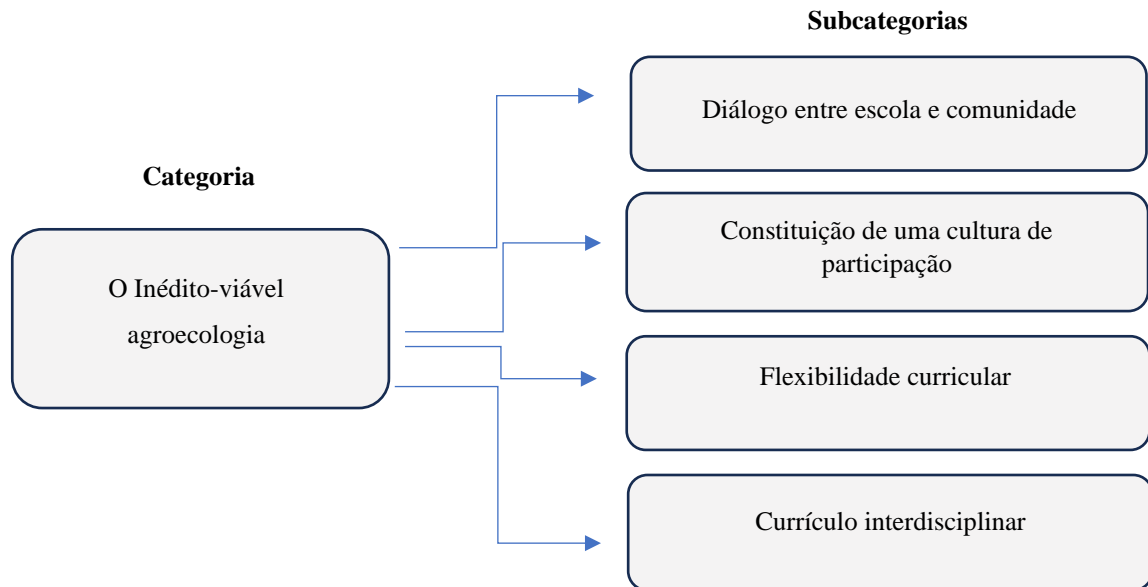 Subcategorias
Diálogo entre escola e comunidade
Categoria
Constituição de uma cultura de
participação
O Inédito-viável
agroecologia
Flexibilidade curricular
Currículo interdisciplinar